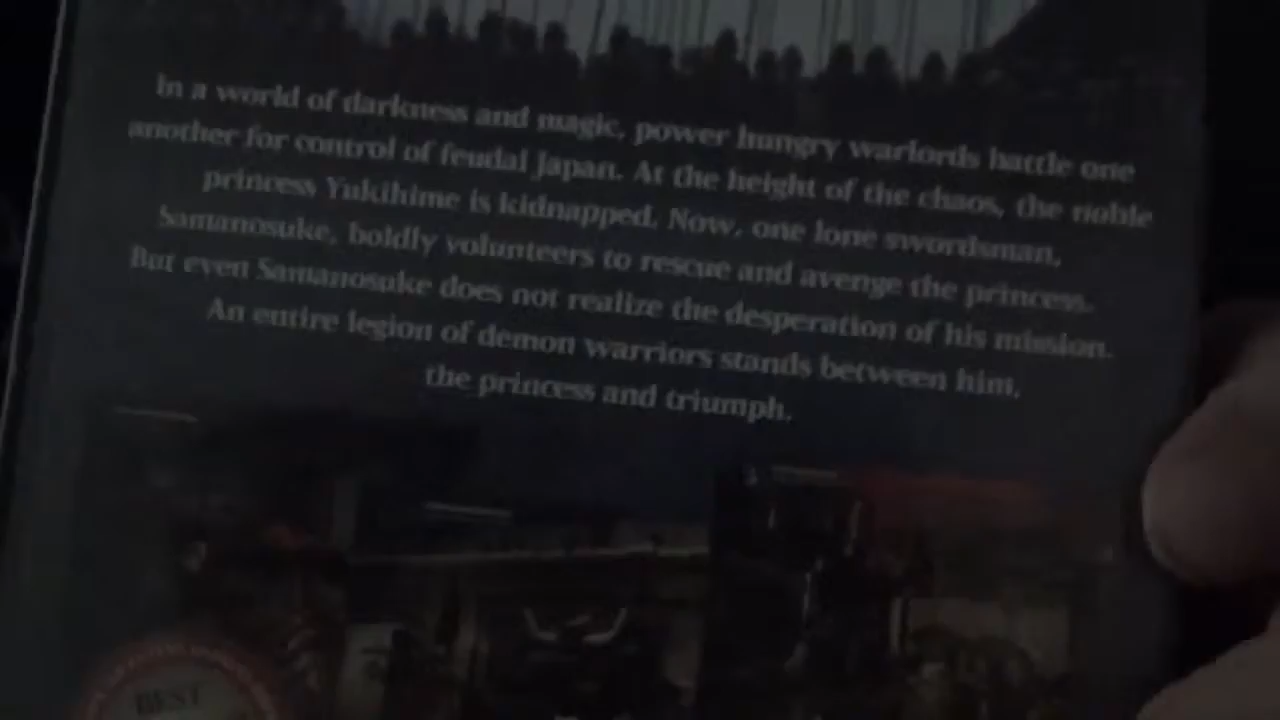 In a world of darkness and magic, power hungry warlords battle one
another for control of feudal Japan. At the height of the chaos, the noble
princess Yukihime is kidnapped. Now, one lone swordsman,
Samanosuke, boldly volunteers to rescue and avenge the princess.
But even Samanosuke does not realize the desperation of his mission.
An entire legion of demon warriors stands between him,
the princess and triumph.
BEST